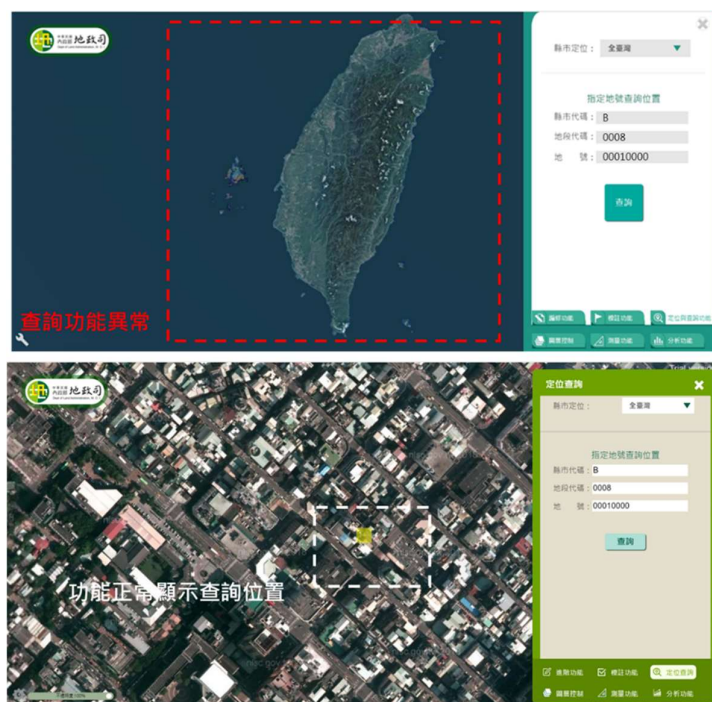 內政部 地政司
縣市定位： 全臺灣
指定地號查詢位置
縣市代碼： B
地段代碼： 0008
地 號： 00010000
查詢
查詢功能異常
編修功能 標註功能 定位與查詢功能
圖層控制 測量功能 分析功能
內政部 地政司
定位查詢
縣市定位： 全臺灣
指定地號查詢位置
縣市代碼： B
地段代碼： 0008
地 號： 00010000
查詢
功能正常顯示查詢位置
進階功能 標註功能 定位查詢
圖層控制 測量功能 分析功能